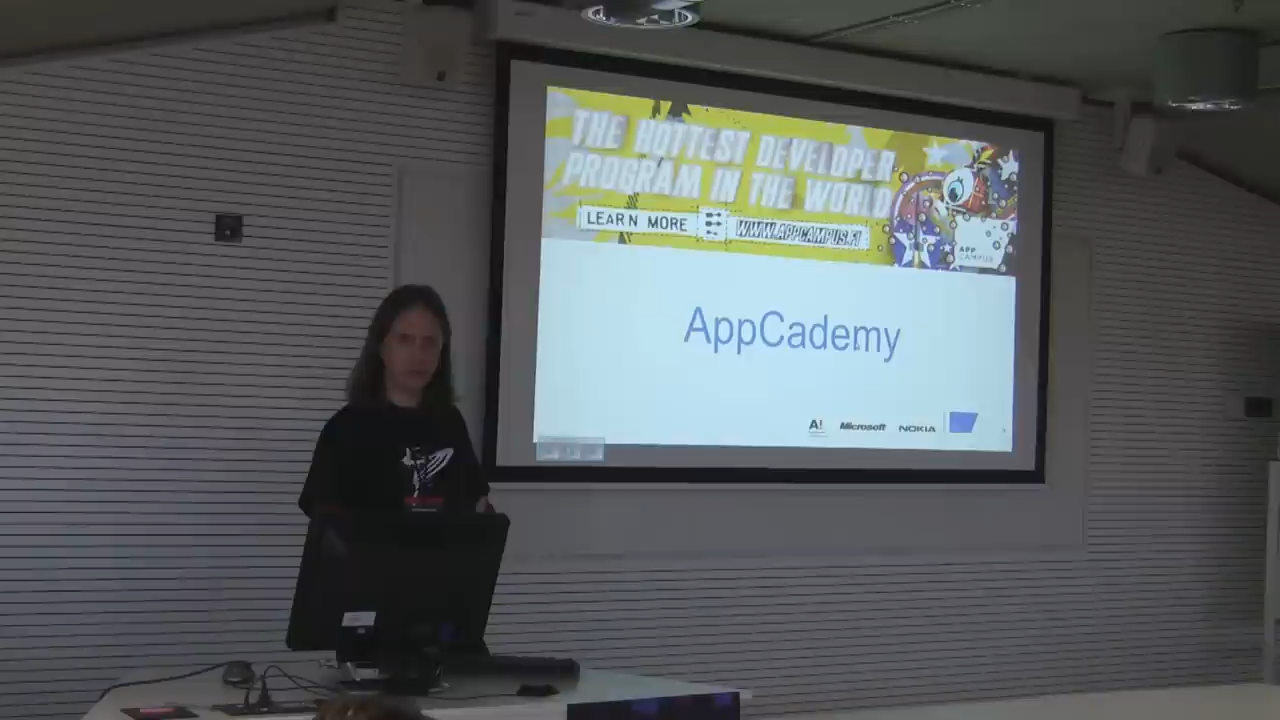 THE HOTTEST DEVELOPER
PROGRAM IN THE WORLD
LEARN MORE
WWW.APPCAMPUS.FI
APP
CAMPUS
AppCademy
A!
Microsoft
NOKIA